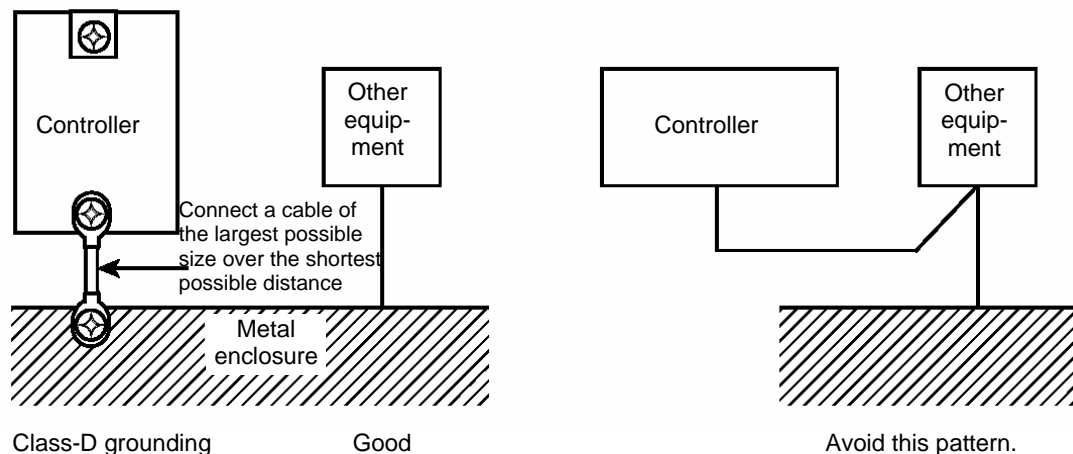 Controller
Other
equip-
ment
Connect a cable of
the largest possible
size over the shortest
possible distance
Metal
enclosure
Class-D grounding
Good
Controller
Other
equip-
ment
Avoid this pattern.